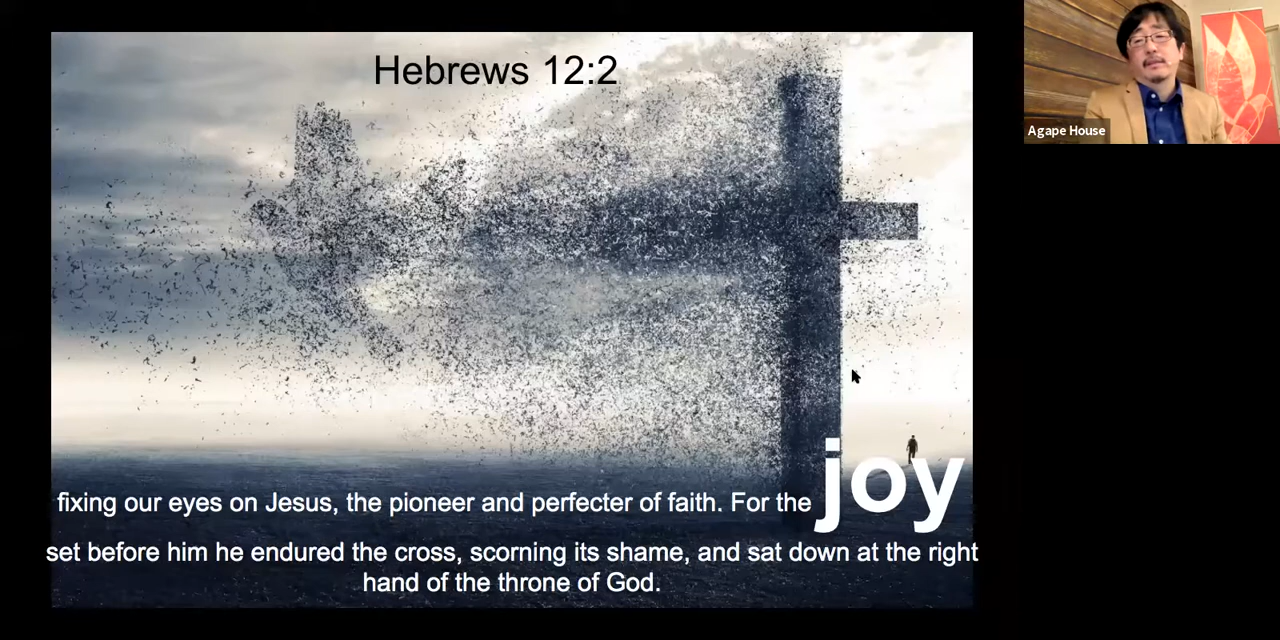 Hebrews 12:2
Agape House
fixing our eyes on Jesus, the pioneer and perfecter of faith. For the joy
set before him he endured the cross, scorning its shame, and sat down at the right
hand of the throne of God.